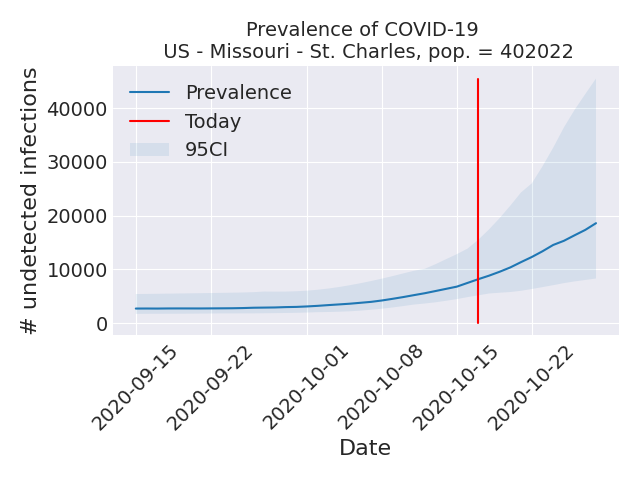 Prevalence of COVID-19
US - Missouri - St. Charles, pop. = 402022
Prevalence
Today
95CI
# undetected infections
40000
30000
20000
10000
0
2020-09-15
2020-09-22
2020-10-01
2020-10-08
2020-10-15
2020-10-22
Date